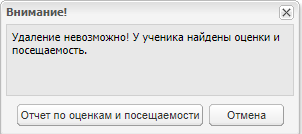 Внимание!
Удаление невозможно! У ученика найдены оценки и
посещаемость.
Отчет по оценкам и посещаемости
Отмена